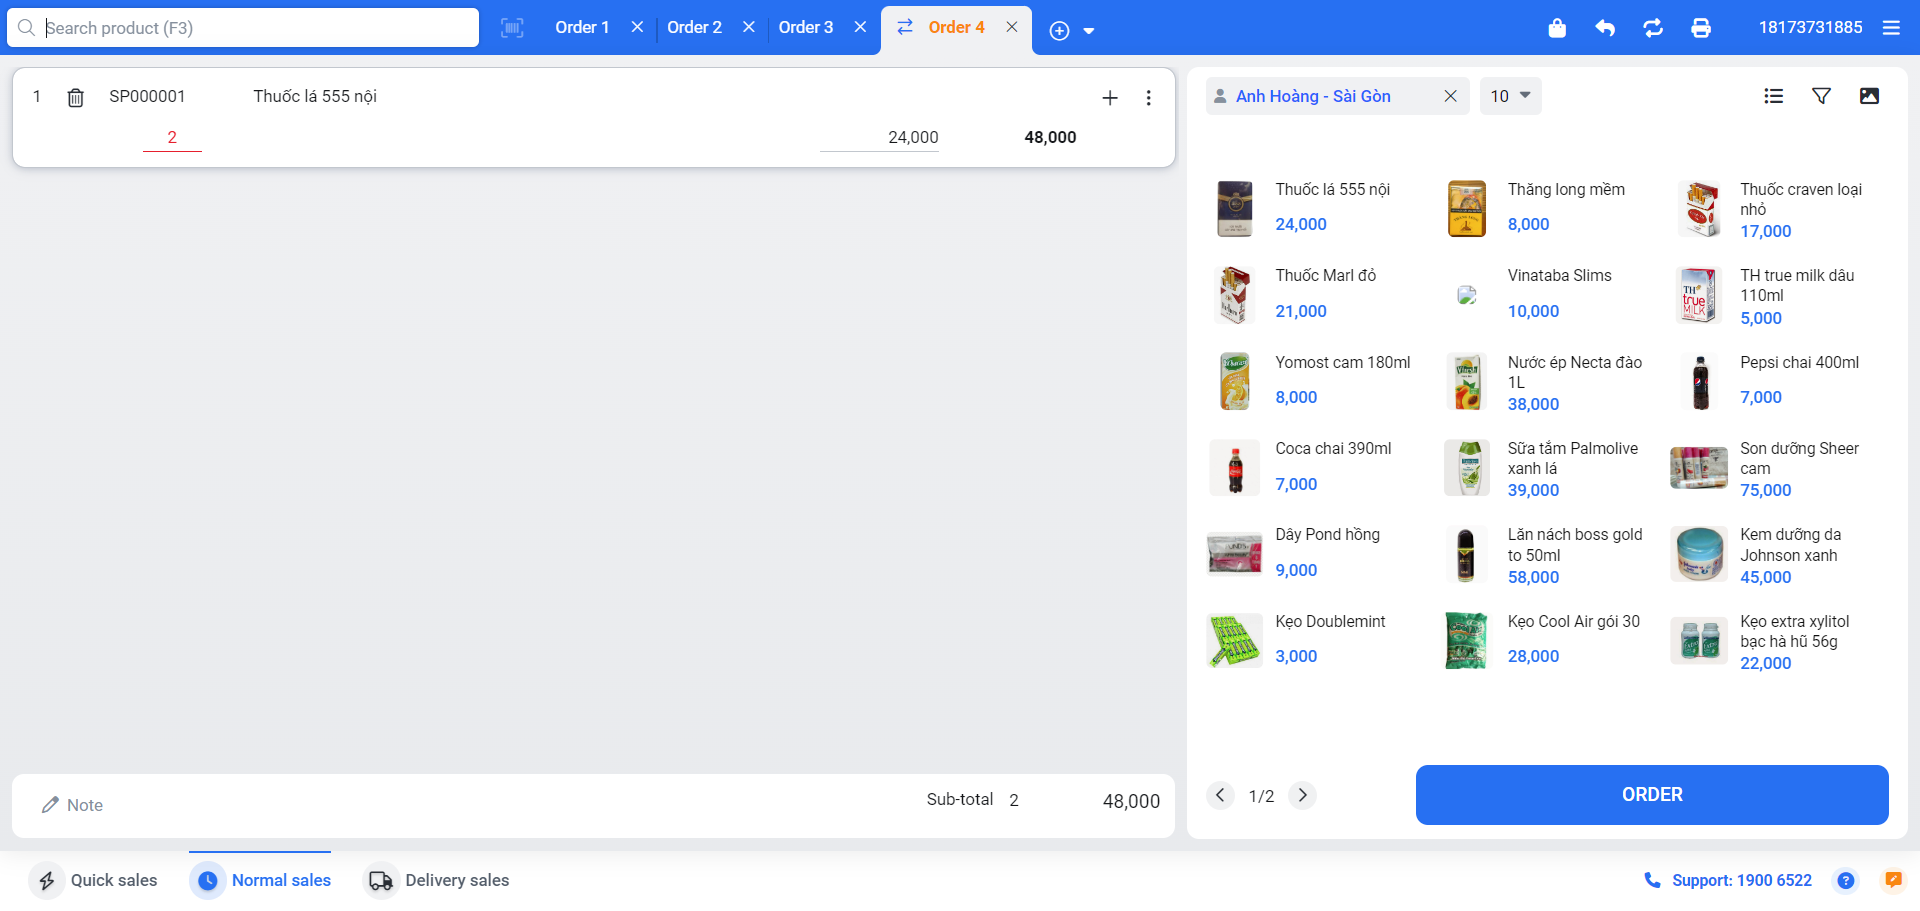 Search product (F3)
Order 1
Order 2
Order 3
Order 4
18173731885
1
SP000001
Thuốc lá 555 nội
2
24,000
48,000
Anh Hoàng - Sài Gòn
10
Thuốc lá 555 nội
24,000
Thăng long mềm
8,000
Thuốc craven loại
nhỏ
17,000
Thuốc Marl đỏ
21,000
Vinataba Slims
10,000
TH true milk dâu
110ml
5,000
TH
true
MILK
Yomost cam 180ml
8,000
Nước ép Necta đào
1L
38,000
Pepsi chai 400ml
7,000
Coca chai 390ml
7,000
Sữa tắm Palmolive
xanh lá
39,000
Son dưỡng Sheer
cam
75,000
Dây Pond hồng
9,000
Lăn nách boss gold
to 50ml
58,000
Kem dưỡng da
Johnson xanh
45,000
Kẹo Doublemint
3,000
Kẹo Cool Air gói 30
28,000
Kẹo extra xylitol
bạc hà hũ 56g
22,000
Note
Sub-total
2
48,000
1/2
ORDER
Quick sales
Normal sales
Delivery sales
Support: 1900 6522